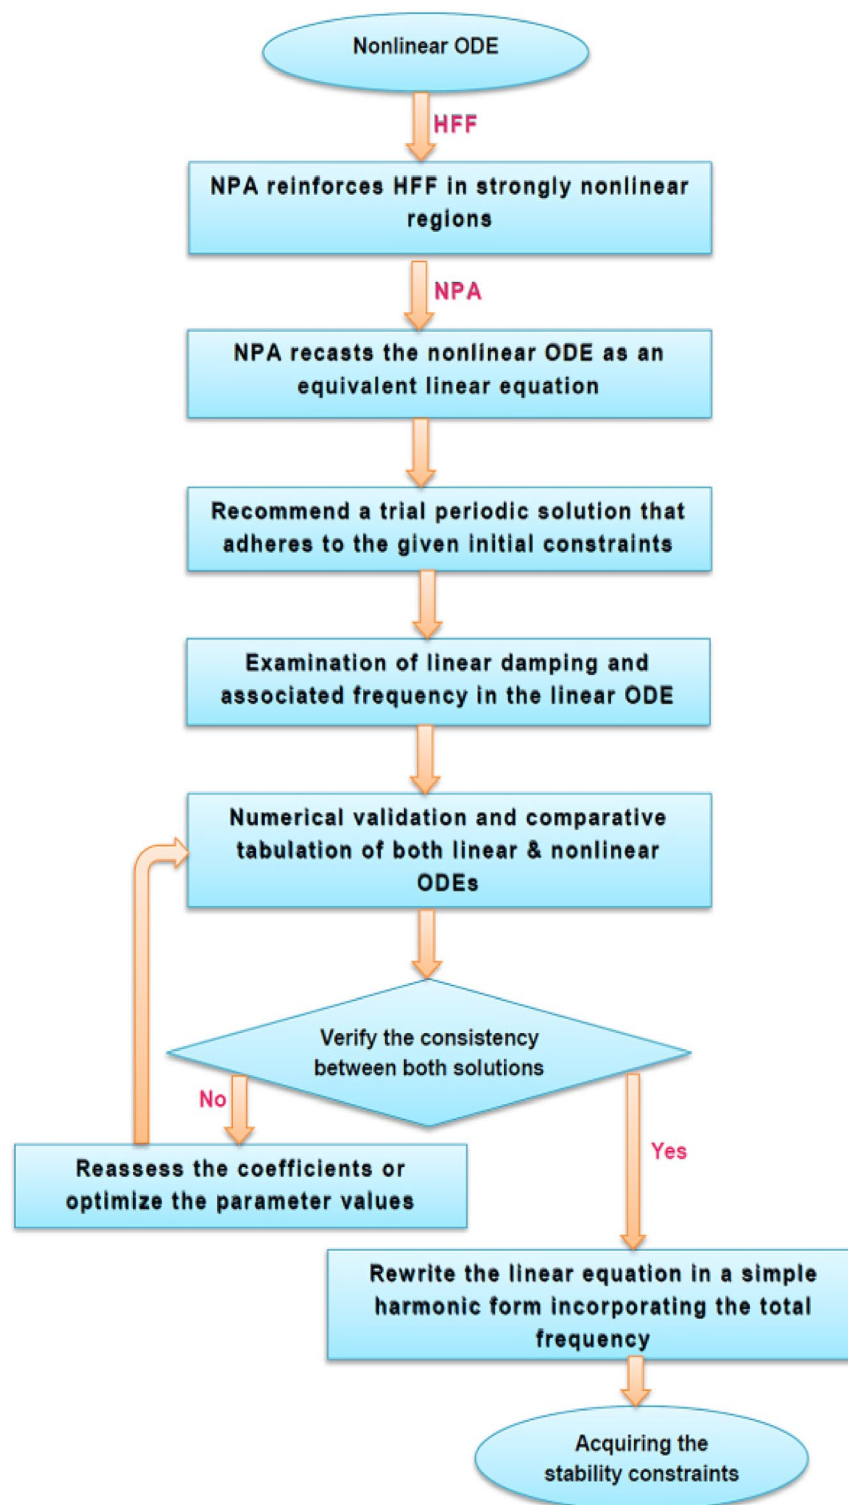 Nonlinear ODE
HFF
NPA reinforces HFF in strongly nonlinear
regions
NPA
NPA recasts the nonlinear ODE as an
equivalent linear equation
Recommend a trial periodic solution that
adheres to the given initial constraints
Examination of linear damping and
associated frequency in the linear ODE
Numerical validation and comparative
tabulation of both linear & nonlinear
ODEs
Verify the consistency
between both solutions
No
Reassess the coefficients or
optimize the parameter values
Yes
Rewrite the linear equation in a simple
harmonic form incorporating the total
frequency
Acquiring the
stability constraints